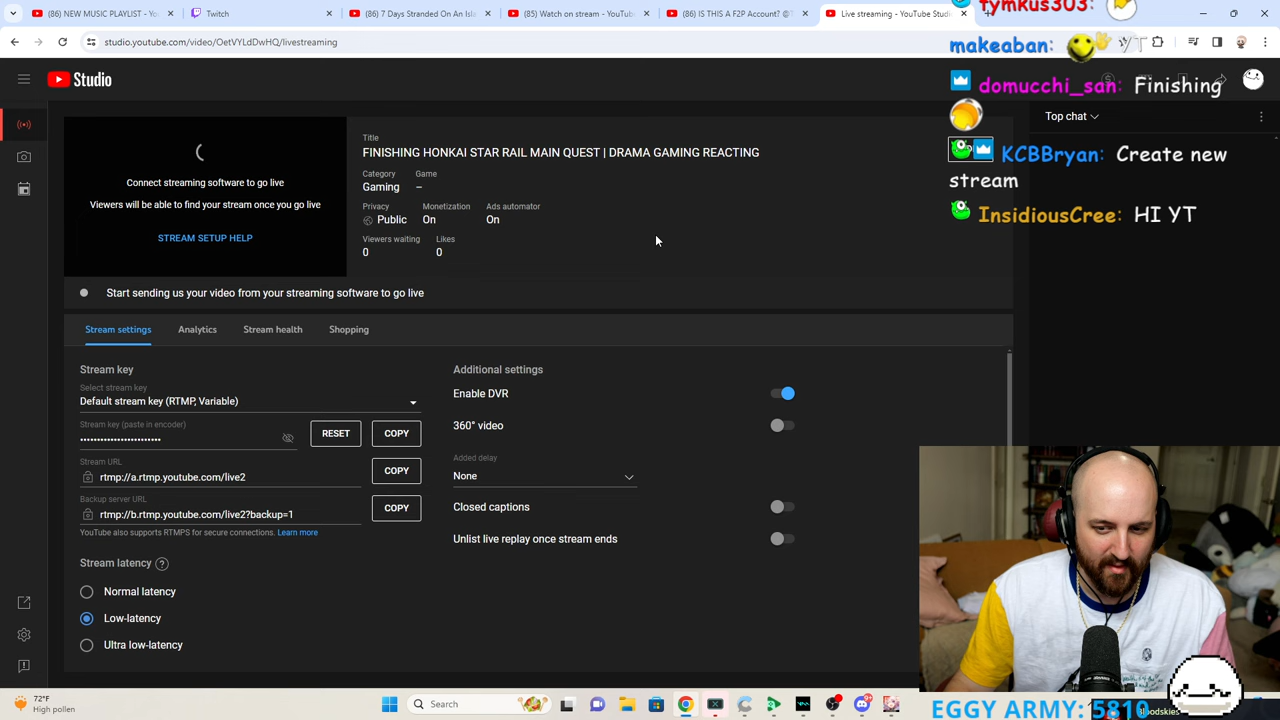 (86) NEW MUSIC PLAYLIST - Y
Twitch
(86) 7 Days Stranded On An Isla
(85) Watch on stream - YouTube
(86) IS THIS A F2P Account? @T
Live streaming - YouTube Studi
studio.youtube.com/video/OetVYLdDwHQ/livestreaming
tymkus303:
makeaban: YT
domucchi_san: Finishing
KCBBryan: Create new
stream
InsidiousCree: HI YT
Studio
Top chat
Connect streaming software to go live
Viewers will be able to find your stream once you go live
STREAM SETUP HELP
Title
FINISHING HONKAI STAR RAIL MAIN QUEST | DRAMA GAMING REACTING
Category Game
Gaming –
Privacy Monetization Ads automator
Public On On
Viewers waiting Likes
0 0
Start sending us your video from your streaming software to go live
Stream settings Analytics Stream health Shopping
Stream key
Select stream key
Default stream key (RTMP, Variable)
Stream key (paste in encoder)
••••••••••••••••••••••••
RESET COPY
Stream URL
rtmp://a.rtmp.youtube.com/live2
COPY
Backup server URL
rtmp://b.rtmp.youtube.com/live2?backup=1
COPY
YouTube also supports RTMPS for secure connections. Learn more
Stream latency ?
Normal latency
Low-latency
Ultra low-latency
Additional settings
Enable DVR
360° video
Added delay
None
Closed captions
Unlist live replay once stream ends
72°F
High pollen
Search
EGGY ARMY: 5810
Bloodskies